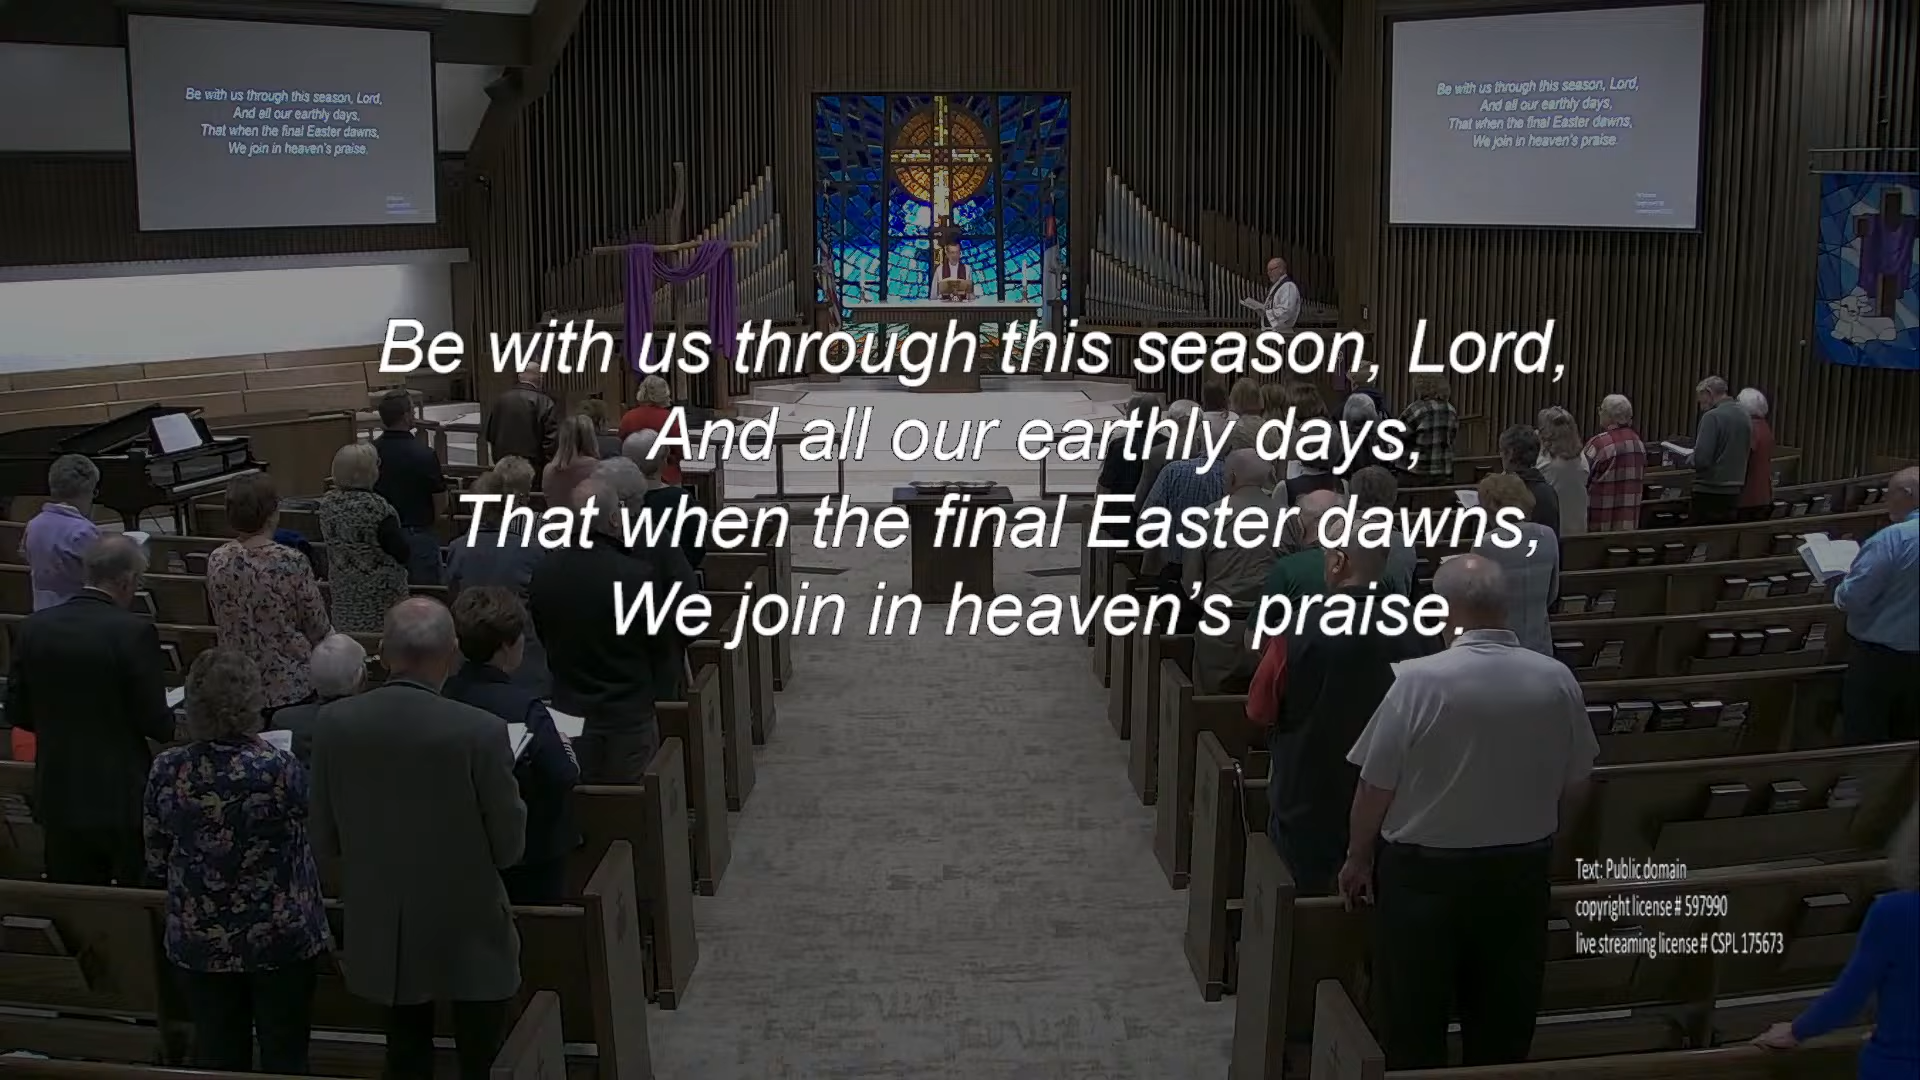 Be with us through this season, Lord,
And all our earthly days,
That when the final Easter dawns,
We join in heaven's praise.
Be with us through this season, Lord,
And all our earthly days,
That when the final Easter dawns,
We join in heaven's praise.
Be with us through this season, Lord,
And all our earthly days,
That when the final Easter dawns,
We join in heaven’s praise.
Text: Public domain
copyright license # 597990
live streaming license # CSPL 175673